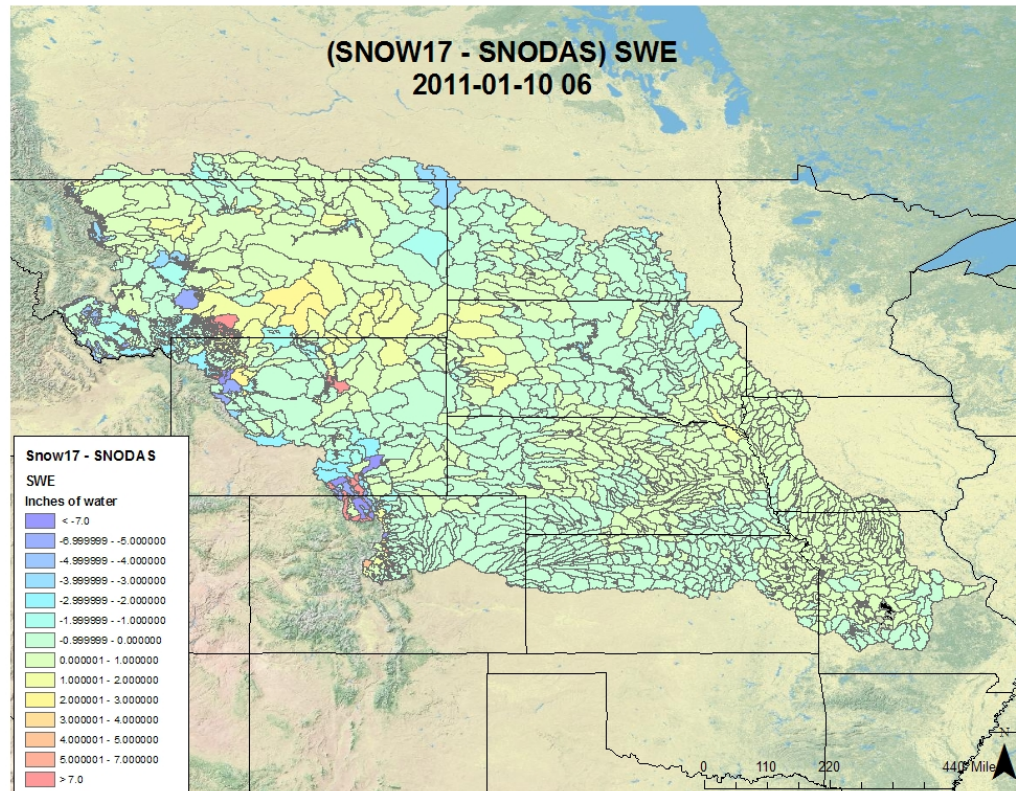 (SNOW17 - SNODAS) SWE
2011-01-10 06
Snow17 - SNODAS
SWE
Inches of water
< -7.0
-6.999999 - -5.000000
-4.999999 - -4.000000
-3.999999 - -3.000000
-2.999999 - -2.000000
-1.999999 - -1.000000
-0.999999 - 0.000000
0.000001 - 1.000000
1.000001 - 2.000000
2.000001 - 3.000000
3.000001 - 4.000000
4.000001 - 5.000000
5.000001 - 7.000000
> 7.0
N
0 110 220 440 Miles